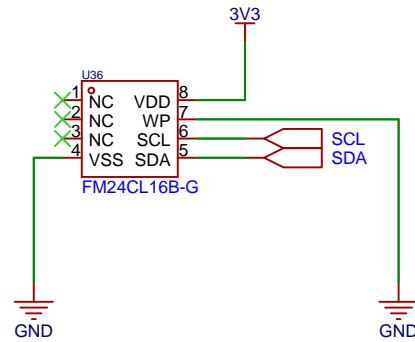 3V3
U36
1 NC VDD 8
2 NC WP 7
3 NC SCL 6 SCL
4 VSS SDA 5 SDA
FM24CL16B-G
GND GND